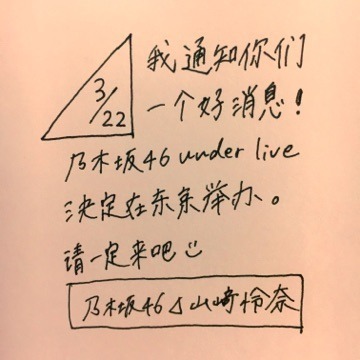 3/22
我通知你们
一个好消息！
乃木坂46 under live
决定在东京举办。
请一定来吧
乃木坂46⊿山崎怜奈